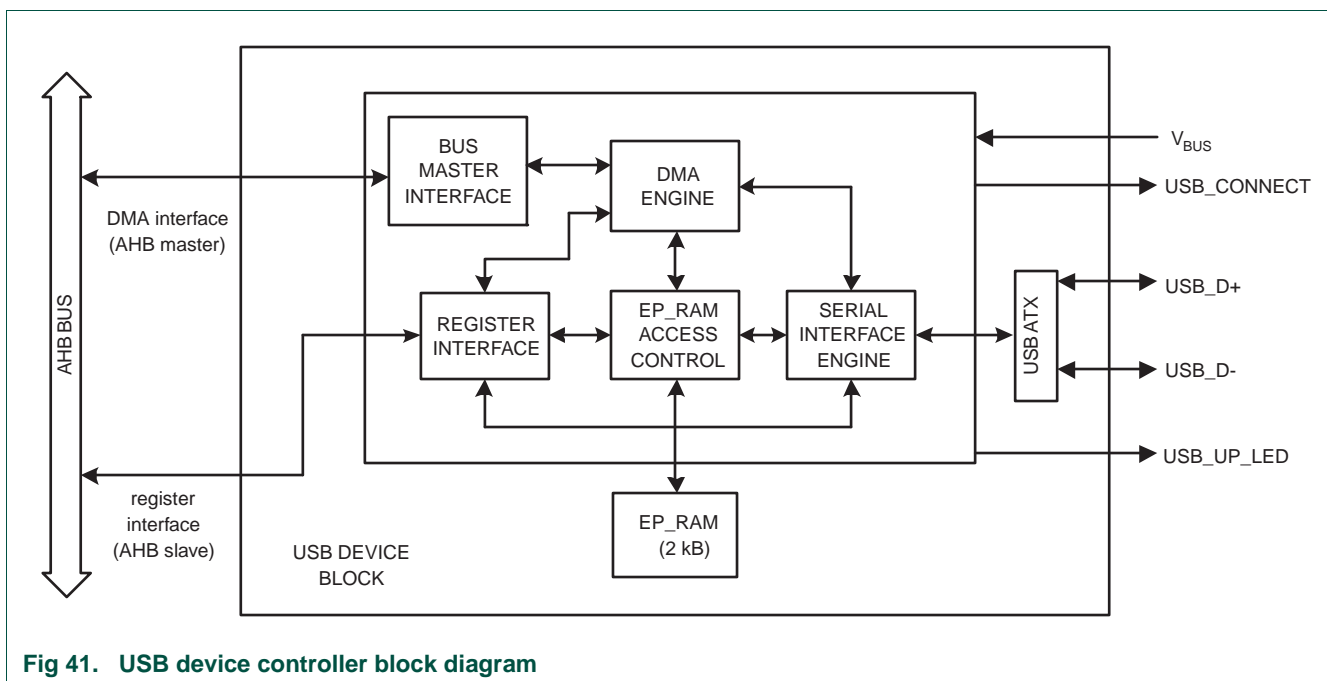 BUS
MASTER
INTERFACE
DMA
ENGINE
V_BUS
USB_CONNECT
DMA interface
(AHB master)
AHB BUS
REGISTER
INTERFACE
EP_RAM
ACCESS
CONTROL
SERIAL
INTERFACE
ENGINE
USB ATX
USB_D+
USB_D-
USB_UP_LED
register
interface
(AHB slave)
USB DEVICE
BLOCK
EP_RAM
(2 kB)
Fig 41. USB device controller block diagram